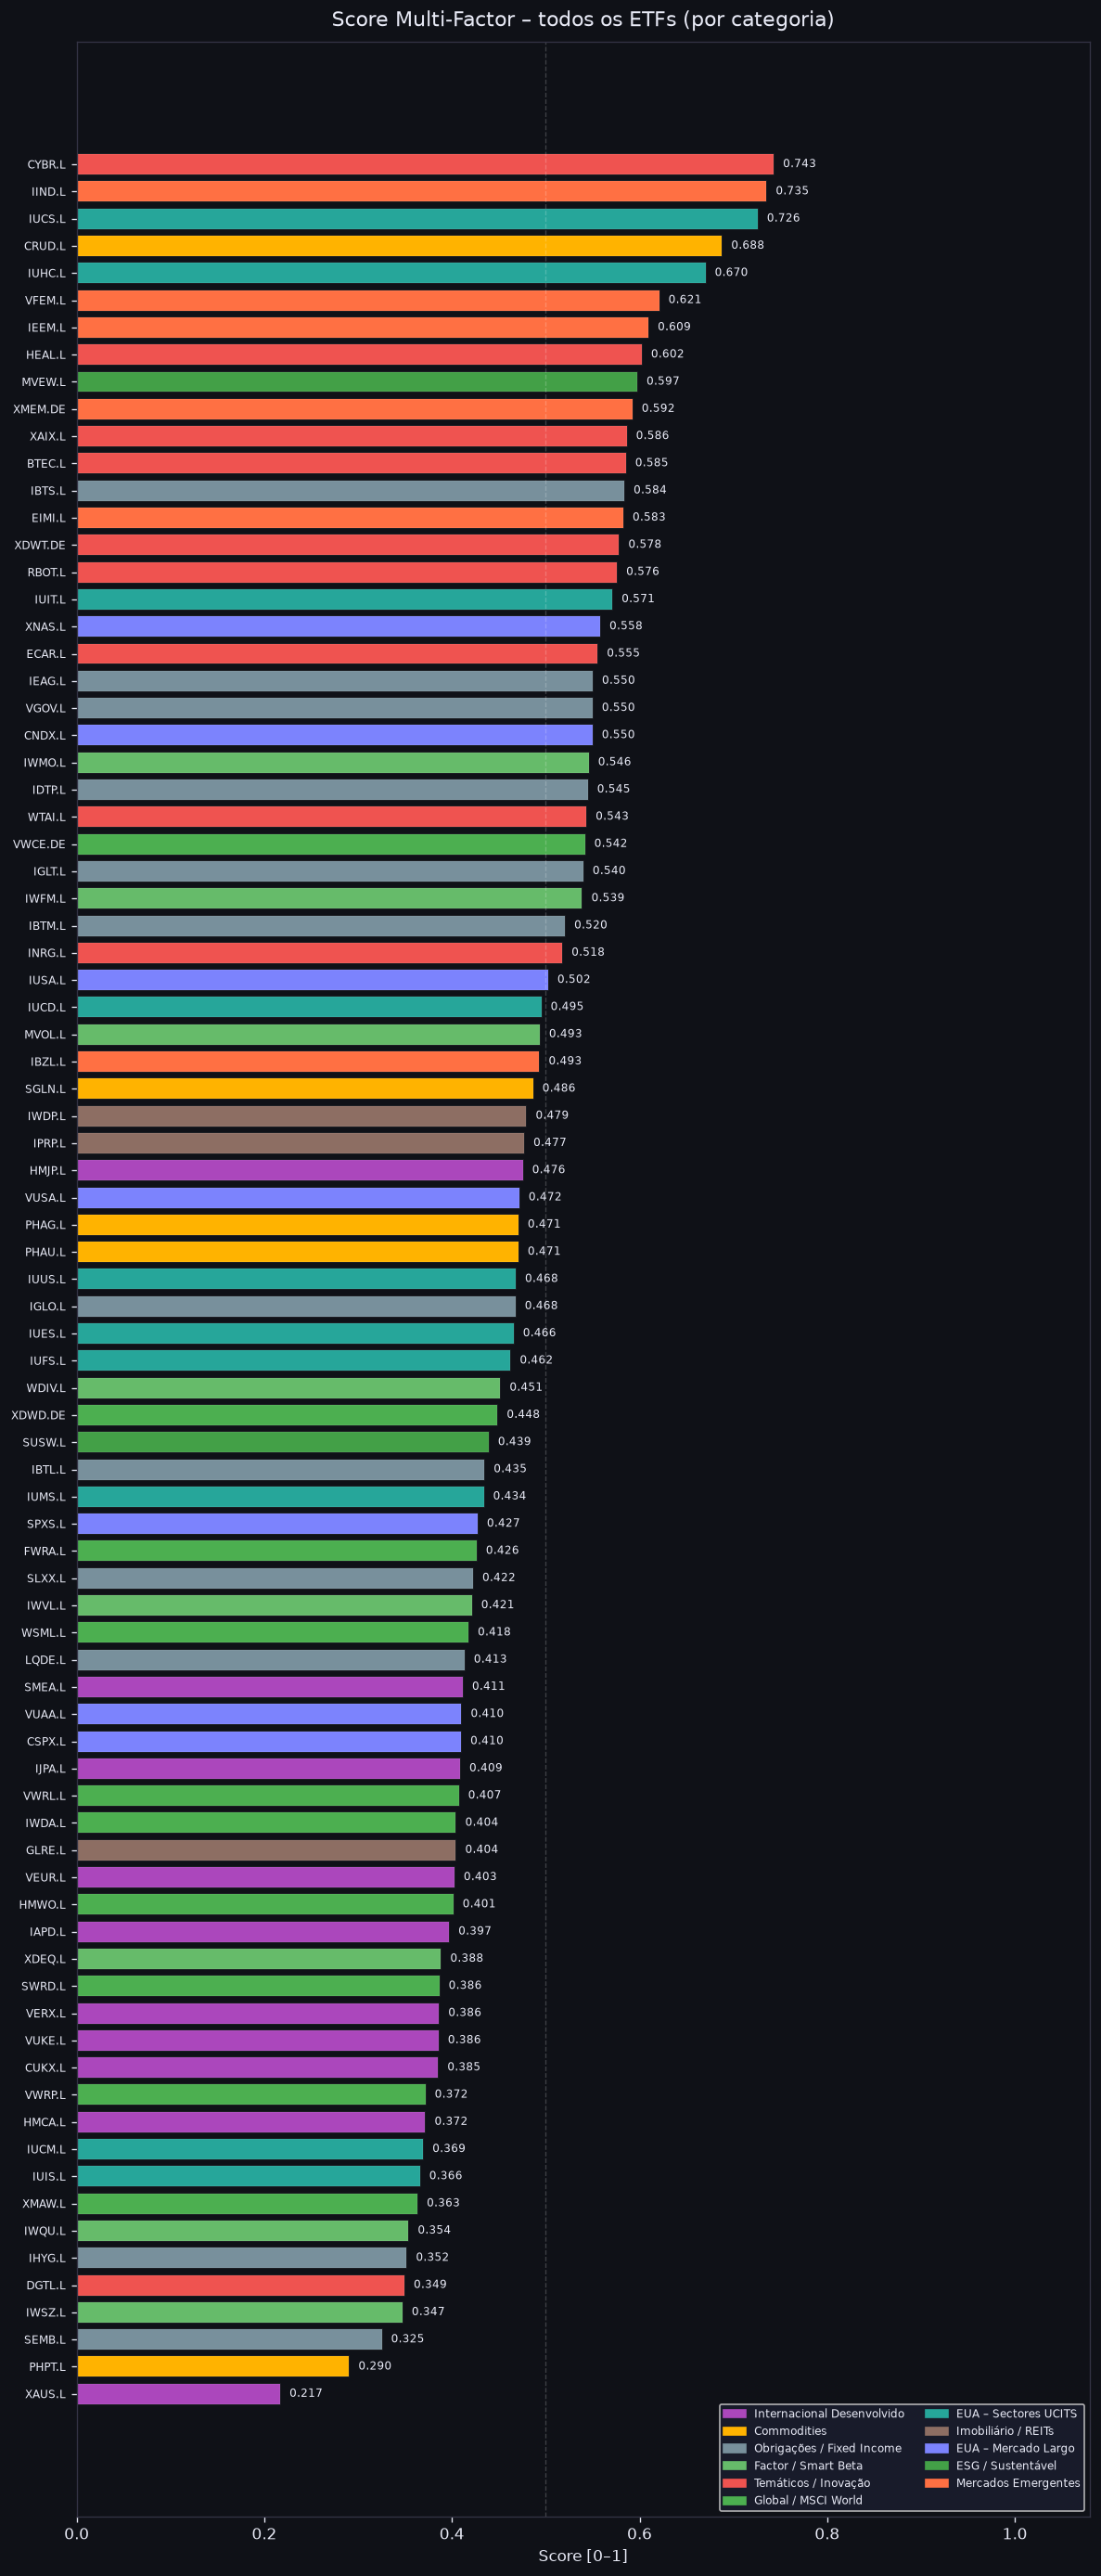 Score Multi-Factor – todos os ETFs (por categoria)
CYBR.L 0.743
IIND.L 0.735
IUCS.L 0.726
CRUD.L 0.688
IUHC.L 0.670
VFEM.L 0.621
IEEM.L 0.609
HEAL.L 0.602
MVEW.L 0.597
XMEM.DE 0.592
XAIX.L 0.586
BTEC.L 0.585
IBTS.L 0.584
EIMI.L 0.583
XDWT.DE 0.578
RBOT.L 0.576
IUIT.L 0.571
XNAS.L 0.558
ECAR.L 0.555
IEAG.L 0.550
VGOV.L 0.550
CNDX.L 0.550
IWMO.L 0.546
IDTP.L 0.545
WTAI.L 0.543
VWCE.DE 0.542
IGLT.L 0.540
IWFM.L 0.539
IBTM.L 0.520
INRG.L 0.518
IUSA.L 0.502
IUCD.L 0.495
MVOL.L 0.493
IBZL.L 0.493
SGLN.L 0.486
IWDP.L 0.479
IPRP.L 0.477
HMJP.L 0.476
VUSA.L 0.472
PHAG.L 0.471
PHAU.L 0.471
IUUS.L 0.468
IGLO.L 0.468
IUES.L 0.466
IUFS.L 0.462
WDIV.L 0.451
XDWD.DE 0.448
SUSW.L 0.439
IBTL.L 0.435
IUMS.L 0.434
SPXS.L 0.427
FWRA.L 0.426
SLXX.L 0.422
IWVL.L 0.421
WSML.L 0.418
LQDE.L 0.413
SMEA.L 0.411
VUAA.L 0.410
CSPX.L 0.410
IJPA.L 0.409
VWRL.L 0.407
IWDA.L 0.404
GLRE.L 0.404
VEUR.L 0.403
HMWO.L 0.401
IAPD.L 0.397
XDEQ.L 0.388
SWRD.L 0.386
VERX.L 0.386
VUKE.L 0.386
CUKX.L 0.385
VWRP.L 0.372
HMCA.L 0.372
IUCM.L 0.369
IUIS.L 0.366
XMAW.L 0.363
IWQU.L 0.354
IHYG.L 0.352
DGTL.L 0.349
IWSZ.L 0.347
SEMB.L 0.325
PHPT.L 0.290
XAUS.L 0.217
Internacional Desenvolvido
Commodities
Obrigações / Fixed Income
Factor / Smart Beta
Temáticos / Inovação
Global / MSCI World
EUA – Sectores UCITS
Imobiliário / REITs
EUA – Mercado Largo
ESG / Sustentável
Mercados Emergentes
0.0 0.2 0.4 0.6 0.8 1.0
Score [0–1]